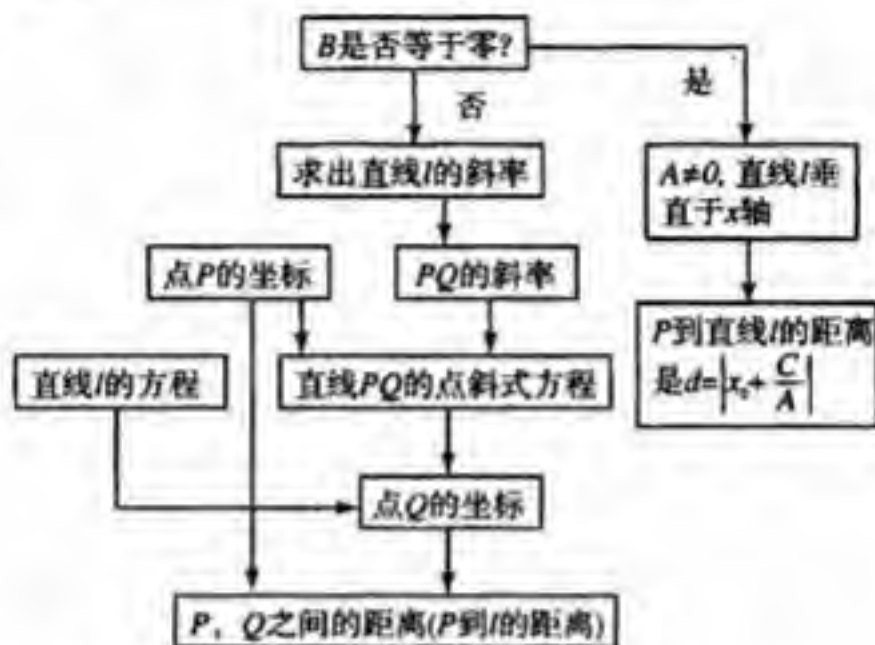 B是否等于零?
是
否
求出直线l的斜率
A≠0, 直线l垂
直于x轴
点P的坐标
PQ的斜率
P到直线l的距离
是d=|x₀+C/A|
直线l的方程
直线PQ的点斜式方程
点Q的坐标
P、Q之间的距离(P到l的距离)